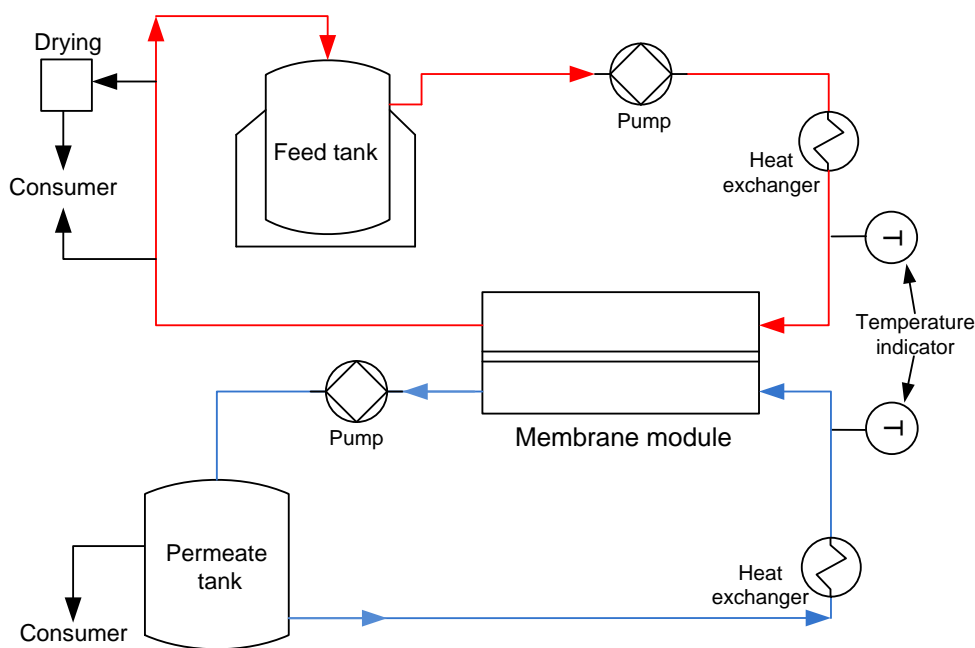 Drying
Pump
Feed tank
Heat
exchanger
Consumer
T
Temperature
indicator
T
Pump
Membrane module
Permeate
tank
Heat
exchanger
Consumer